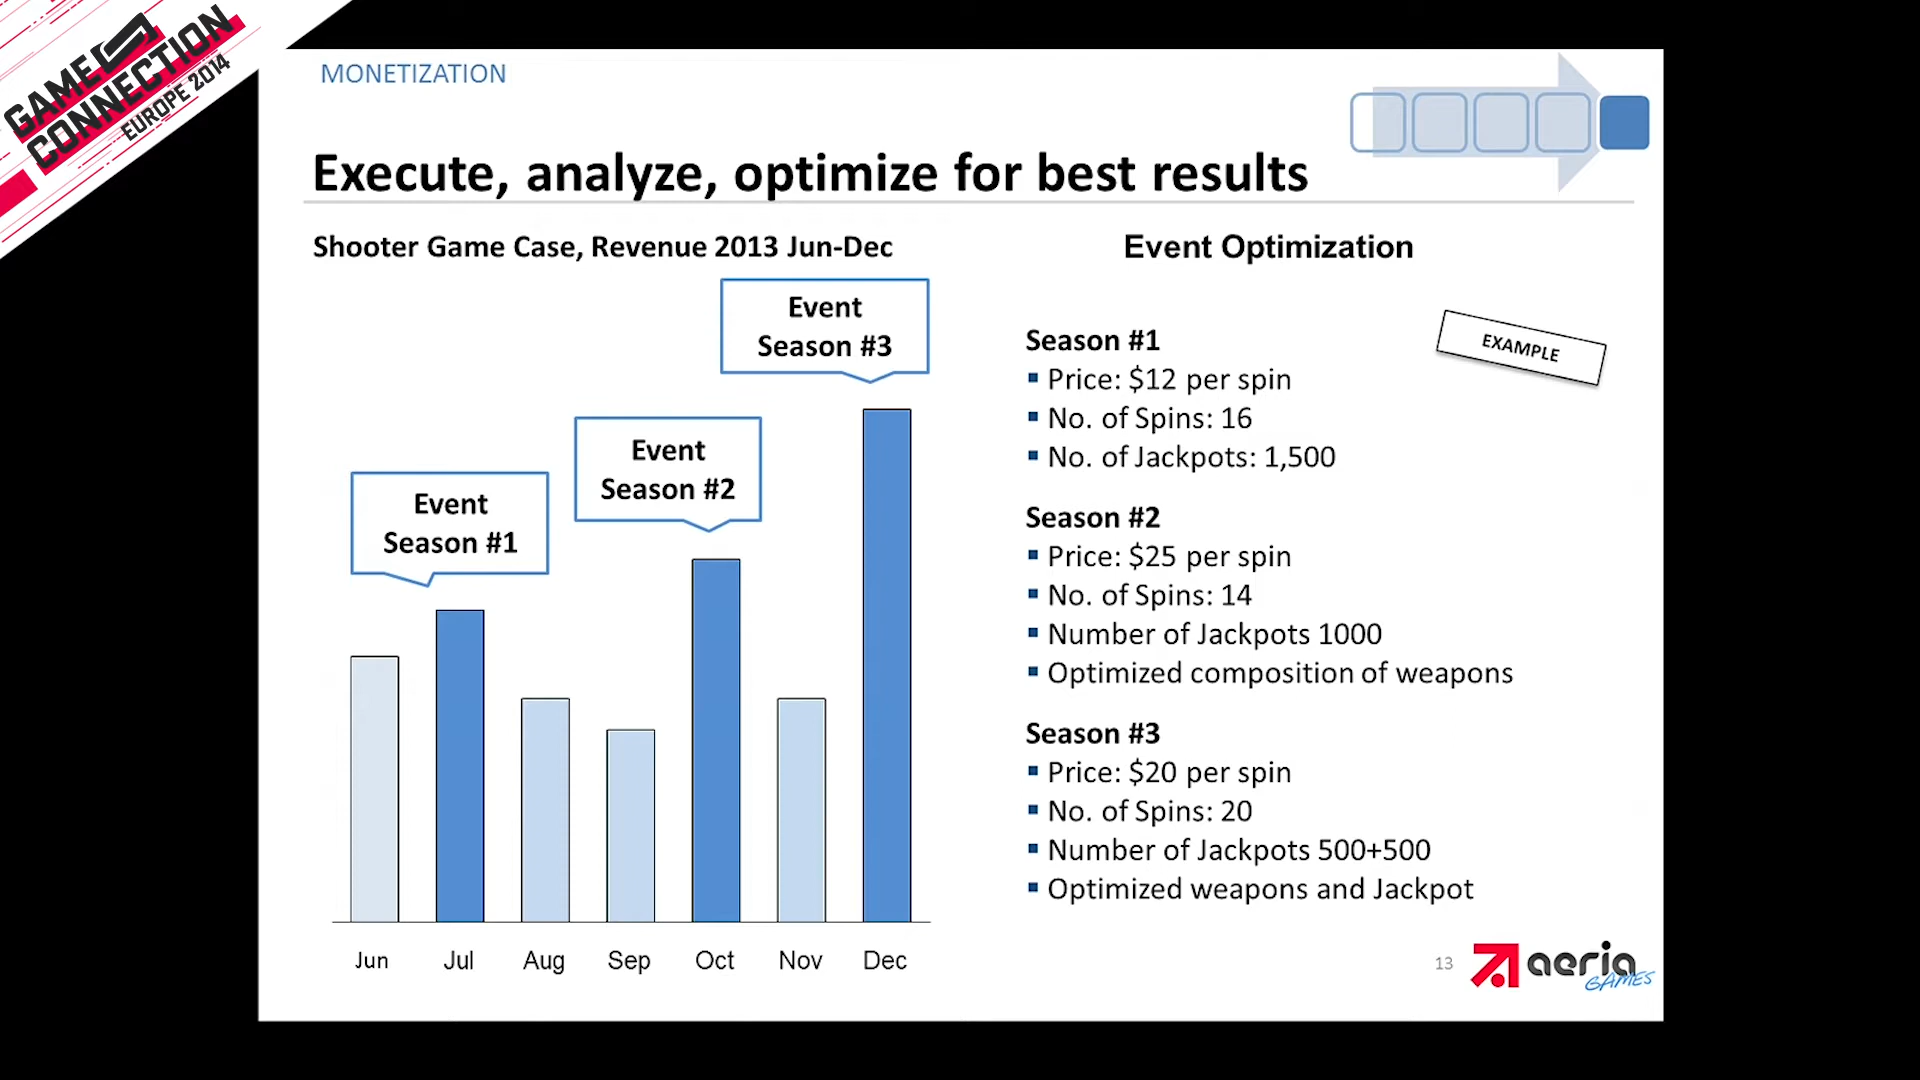 GAME
CONNECTION
EUROPE 2014
MONETIZATION
Execute, analyze, optimize for best results
Shooter Game Case, Revenue 2013 Jun-Dec
Event
Season #3
Event
Season #2
Event
Season #1
Jun Jul Aug Sep Oct Nov Dec
Event Optimization
EXAMPLE
Season #1
▪ Price: $12 per spin
▪ No. of Spins: 16
▪ No. of Jackpots: 1,500
Season #2
▪ Price: $25 per spin
▪ No. of Spins: 14
▪ Number of Jackpots 1000
▪ Optimized composition of weapons
Season #3
▪ Price: $20 per spin
▪ No. of Spins: 20
▪ Number of Jackpots 500+500
▪ Optimized weapons and Jackpot
13
aeria
GAMES